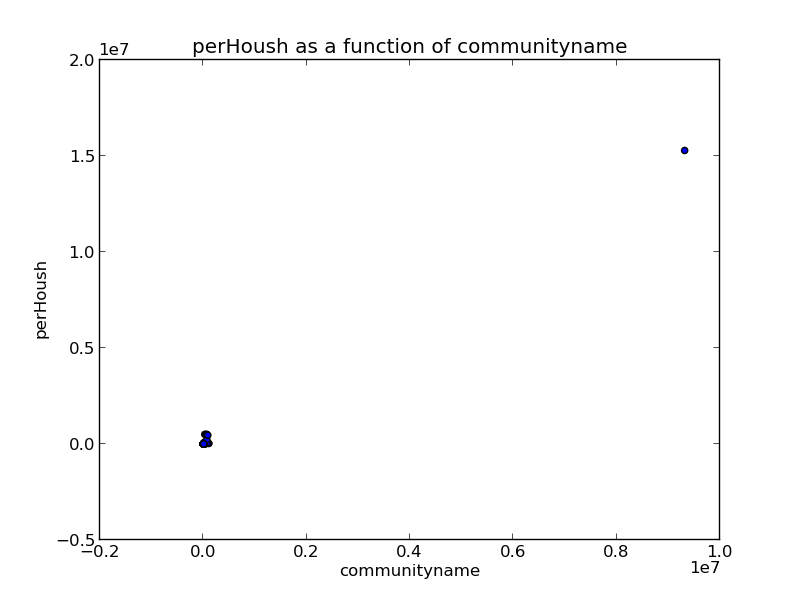 perHoush as a function of communityname
1e7
2.0
1.5
1.0
0.5
0.0
−0.5
perHoush
−0.2 0.0 0.2 0.4 0.6 0.8 1.0
1e7
communityname